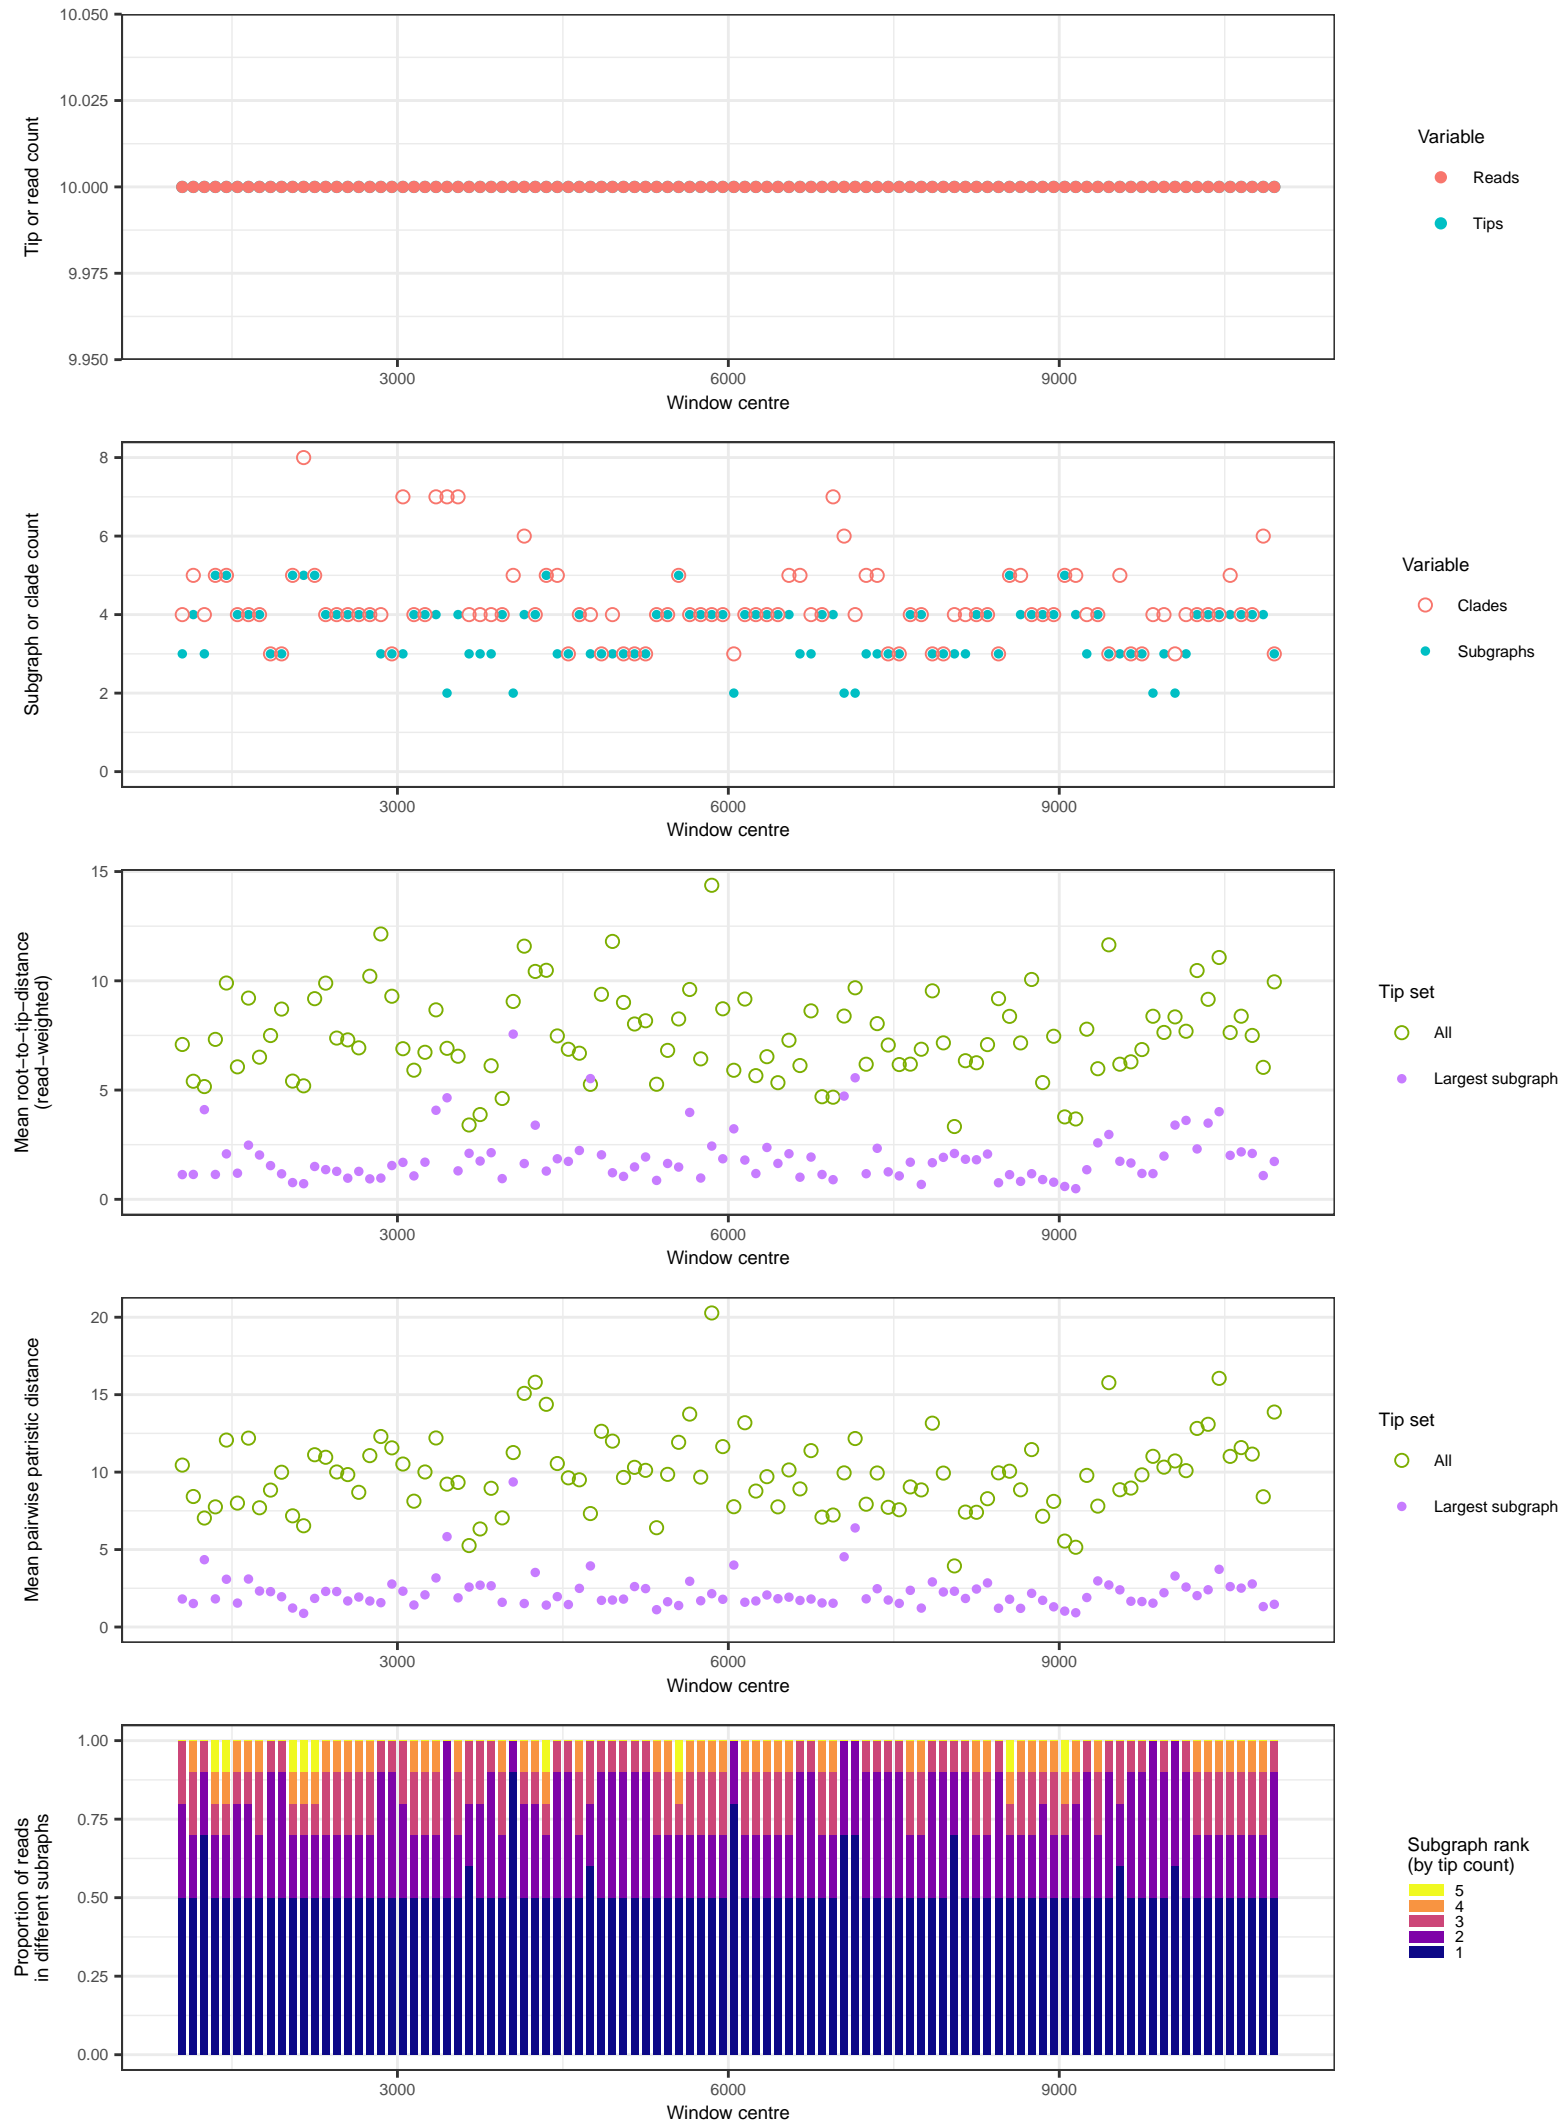 10.050
10.025
10.000
9.975
9.950
Tip or read count
3000
6000
9000
Window centre
Variable
Reads
Tips
8
6
4
2
0
Subgraph or clade count
3000
6000
9000
Window centre
Variable
Clades
Subgraphs
15
10
5
0
Mean root−to−tip−distance
(read−weighted)
3000
6000
9000
Window centre
Tip set
All
Largest subgraph
20
15
10
5
0
Mean pairwise patristic distance
3000
6000
9000
Window centre
Tip set
All
Largest subgraph
1.00
0.75
0.50
0.25
0.00
Proportion of reads
in different subraphs
3000
6000
9000
Window centre
Subgraph rank
(by tip count)
5
4
3
2
1